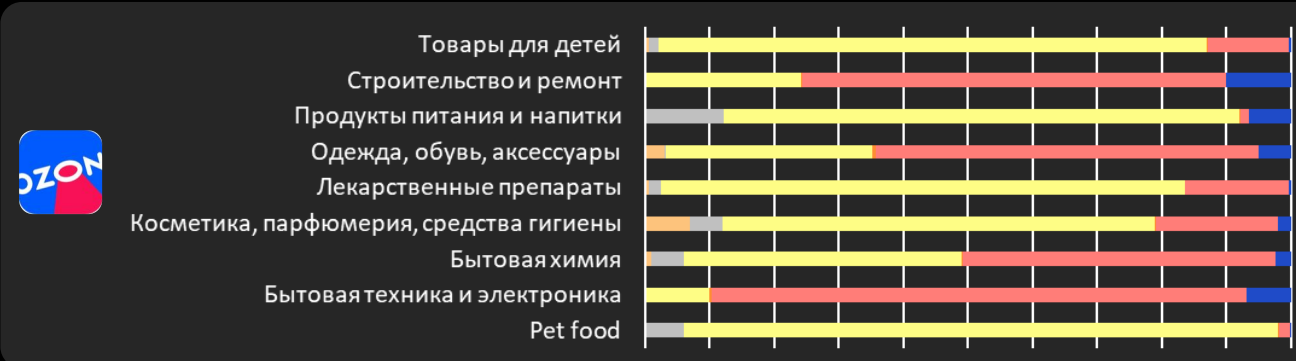 Товары для детей
Строительство и ремонт
Продукты питания и напитки
Одежда, обувь, аксессуары
OZON
Лекарственные препараты
Косметика, парфюмерия, средства гигиены
Бытовая химия
Бытовая техника и электроника
Pet food